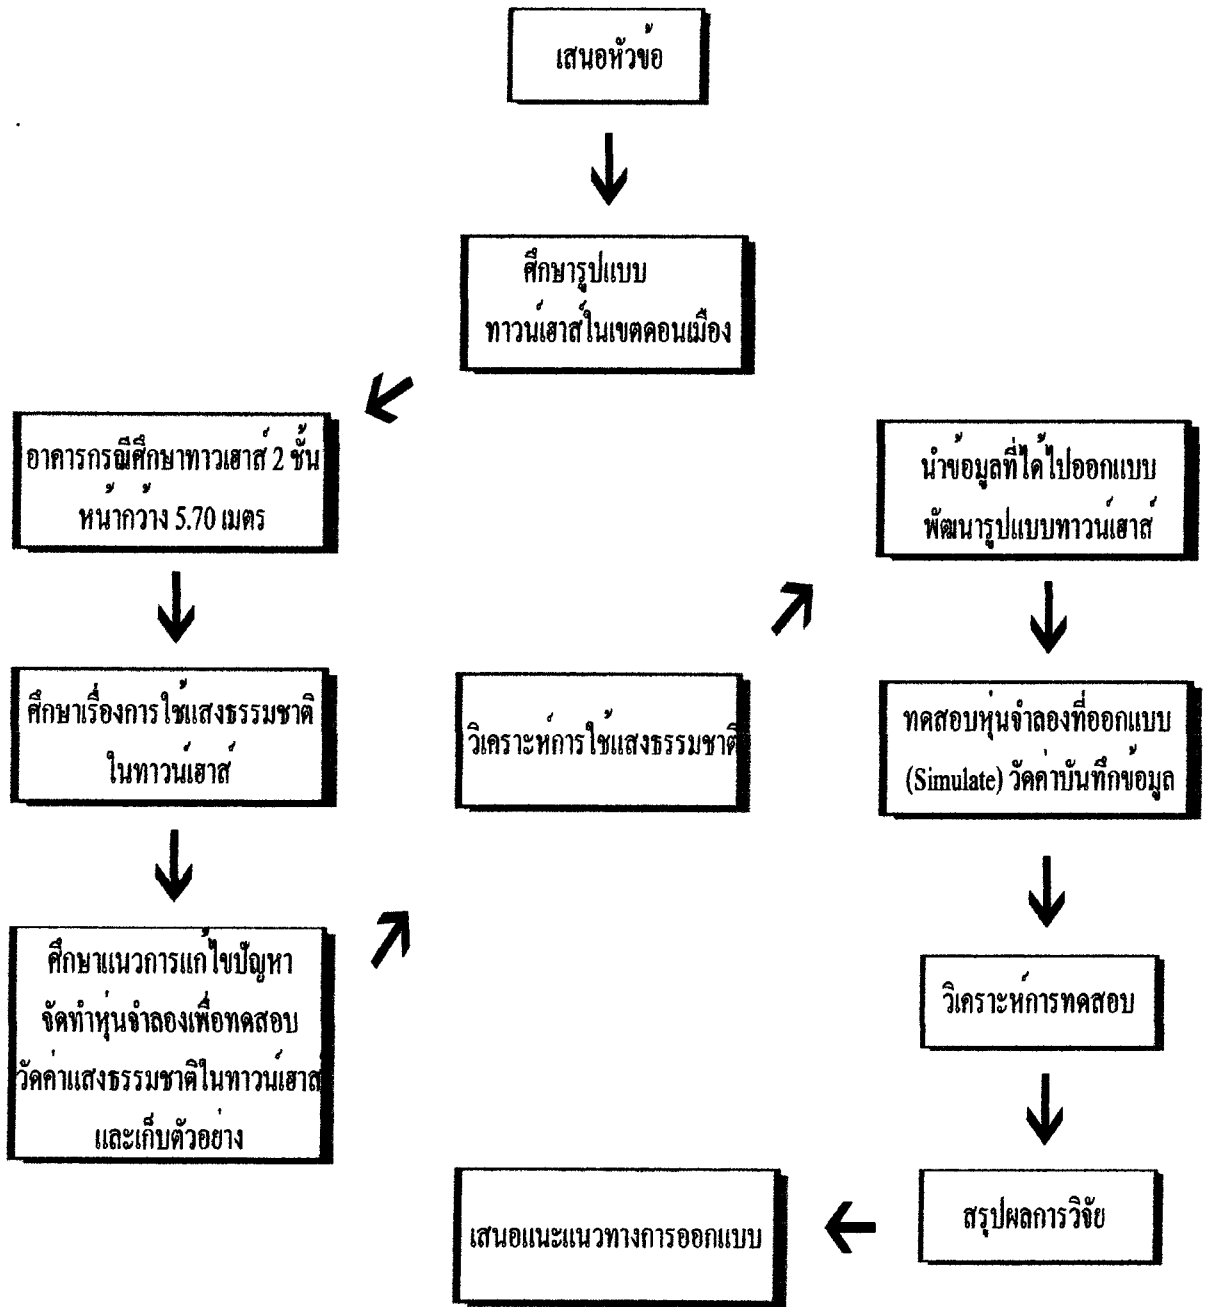 เสนอหัวข้อ
ศึกษารูปแบบ
ทาวน์เฮาส์ในเขตดอนเมือง
อาคารกรณีศึกษาทาวเฮาส์ 2 ชั้น
หน้ากว้าง 5.70 เมตร
ศึกษาเรื่องการใช้แสงธรรมชาติ
ในทาวน์เฮาส์
ศึกษาแนวการแก้ไขปัญหา
จัดทำหุ่นจำลองเพื่อทดสอบ
วัดค่าแสงธรรมชาติในทาวน์เฮาส์
และเก็บตัวอย่าง
วิเคราะห์การใช้แสงธรรมชาติ
นำข้อมูลที่ได้ไปออกแบบ
พัฒนารูปแบบทาวน์เฮาส์
ทดสอบหุ่นจำลองที่ออกแบบ
(Simulate) วัดค่าบันทึกข้อมูล
วิเคราะห์การทดสอบ
สรุปผลการวิจัย
เสนอแนะแนวทางการออกแบบ